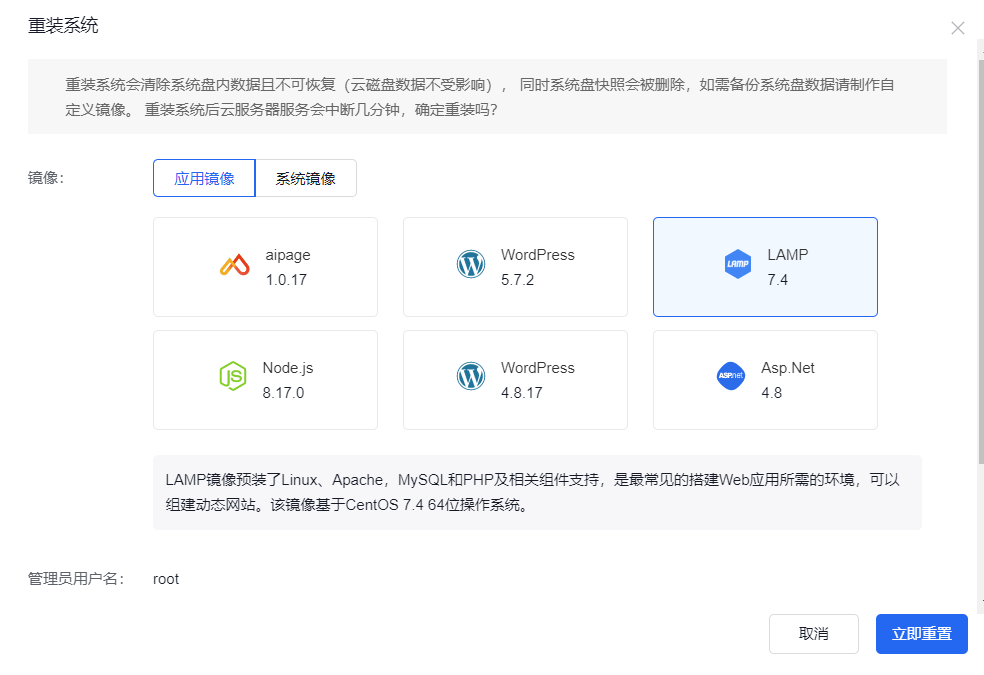 重装系统
重装系统会清除系统盘内数据且不可恢复（云磁盘数据不受影响），同时系统盘快照会被删除，如需备份系统盘数据请制作自
定义镜像。 重装系统后云服务器服务会中断几分钟，确定重装吗？
镜像：
应用镜像 系统镜像
aipage
1.0.17
WordPress
5.7.2
LAMP
LAMP
7.4
JS
Node.js
8.17.0
WordPress
4.8.17
ASP.net
Asp.Net
4.8
LAMP镜像预装了Linux、Apache，MySQL和PHP及相关组件支持，是最常见的搭建Web应用所需的环境，可以
组建动态网站。该镜像基于CentOS 7.4 64位操作系统。
管理员用户名： root
取消 立即重置